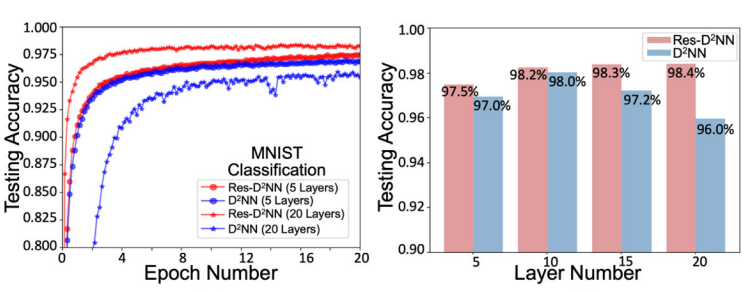 1.000
0.975
0.950
0.925
0.900
0.875
0.850
0.825
0.800
Testing Accuracy
0 4 8 12 16 20
Epoch Number
MNIST
Classification
Res-D²NN (5 Layers)
D²NN (5 Layers)
Res-D²NN (20 Layers)
D²NN (20 Layers)
1.00
0.98
0.96
0.94
0.92
0.90
Testing Accuracy
Res-D²NN
D²NN
97.5% 97.0% 98.2% 98.0% 98.3% 97.2% 98.4% 96.0%
5 10 15 20
Layer Number